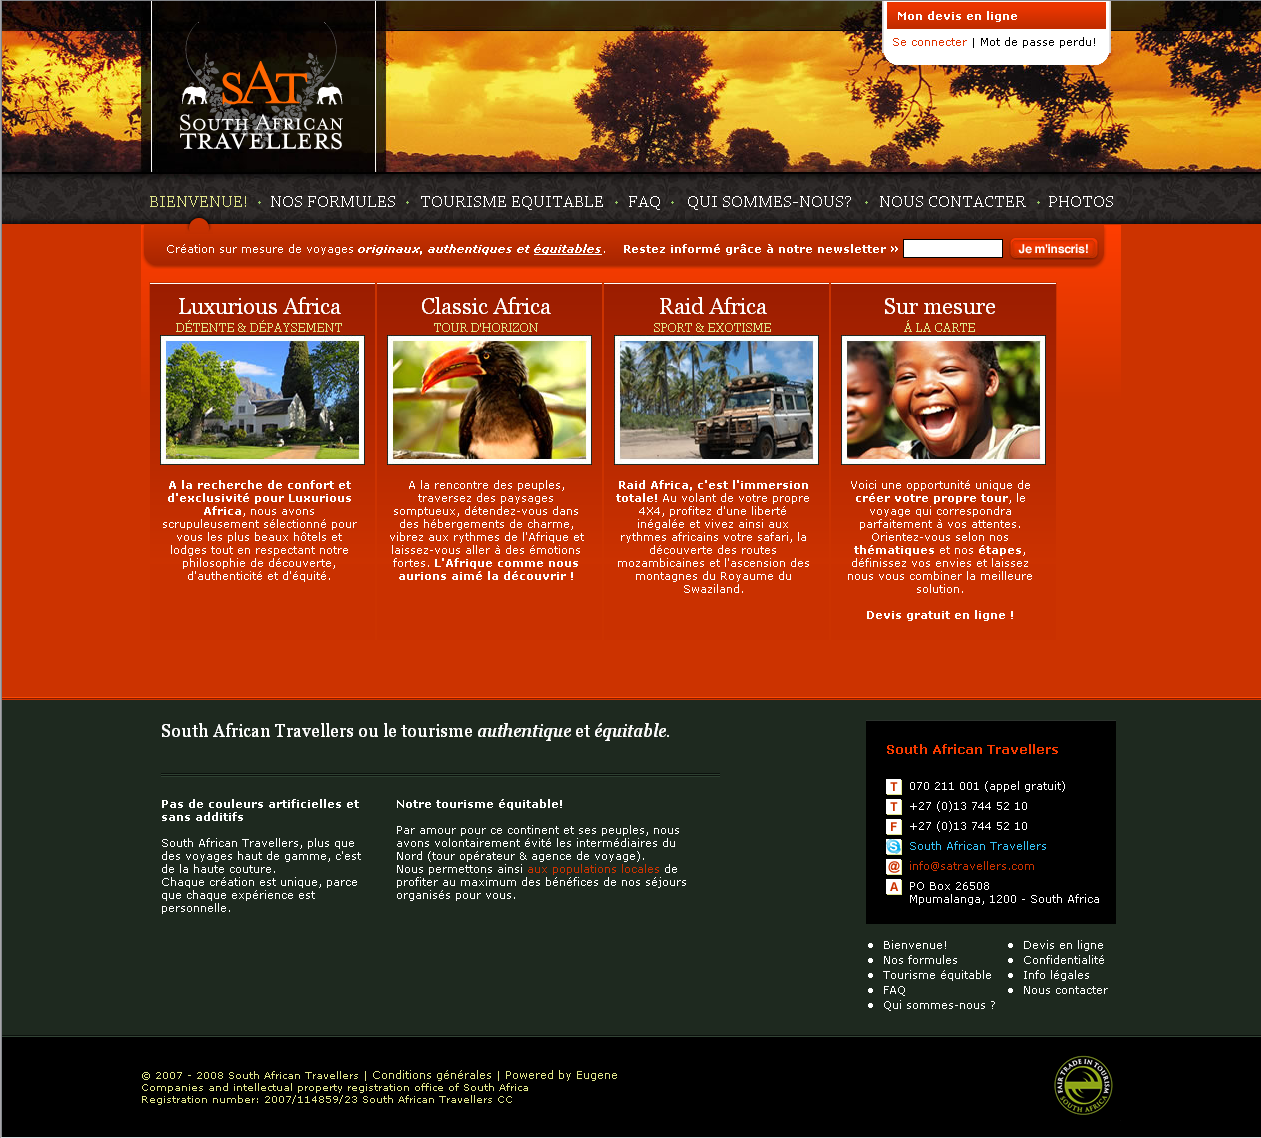 Mon devis en ligne
Se connecter | Mot de passe perdu!
SAT
SOUTH AFRICAN
TRAVELLERS
BIENVENUE! • NOS FORMULES • TOURISME EQUITABLE • FAQ • QUI SOMMES-NOUS? • NOUS CONTACTER • PHOTOS
Création sur mesure de voyages originaux, authentiques et équitables. Restez informé grâce à notre newsletter » Je m'inscris!
Luxurious Africa
DÉTENTE & DÉPAYSEMENT
A la recherche de confort et
d'exclusivité pour Luxurious
Africa, nous avons
scrupuleusement sélectionné pour
vous les plus beaux hôtels et
lodges tout en respectant notre
philosophie de découverte,
d'authenticité et d'équité.
Classic Africa
TOUR D'HORIZON
A la rencontre des peuples,
traversez des paysages
somptueux, détendez-vous dans
des hébergements de charme,
vibrez aux rythmes de l'Afrique et
laissez-vous aller à des émotions
fortes. L'Afrique comme nous
aurions aimé la découvrir !
Raid Africa
SPORT & EXOTISME
Raid Africa, c'est l'immersion
totale! Au volant de votre propre
4X4, profitez d'une liberté
inégalée et vivez ainsi aux
rythmes africains votre safari, la
découverte des routes
mozambicaines et l'ascension des
montagnes du Royaume du
Swaziland.
Sur mesure
Á LA CARTE
Voici une opportunité unique de
créer votre propre tour, le
voyage qui correspondra
parfaitement à vos attentes.
Orientez-vous selon nos
thématiques et nos étapes,
définissez vos envies et laissez
nous vous combiner la meilleure
solution.
Devis gratuit en ligne !
South African Travellers ou le tourisme authentique et équitable.
Pas de couleurs artificielles et
sans additifs
South African Travellers, plus que
des voyages haut de gamme, c'est
de la haute couture.
Chaque création est unique, parce
que chaque expérience est
personnelle.
Notre tourisme équitable!
Par amour pour ce continent et ses peuples, nous
avons volontairement évité les intermédiaires du
Nord (tour opérateur & agence de voyage).
Nous permettons ainsi aux populations locales de
profiter au maximum des bénéfices de nos séjours
organisés pour vous.
South African Travellers
T 070 211 001 (appel gratuit)
T +27 (0)13 744 52 10
F +27 (0)13 744 52 10
S South African Travellers
@ info@satravellers.com
A PO Box 26508
Mpumalanga, 1200 - South Africa
• Bienvenue!
• Nos formules
• Tourisme équitable
• FAQ
• Qui sommes-nous ?
• Devis en ligne
• Confidentialité
• Info légales
• Nous contacter
© 2007 - 2008 South African Travellers | Conditions générales | Powered by Eugene
Companies and intellectual property registration office of South Africa
Registration number: 2007/114859/23 South African Travellers CC
FAIR TRADE IN TOURISM
SOUTH AFRICA